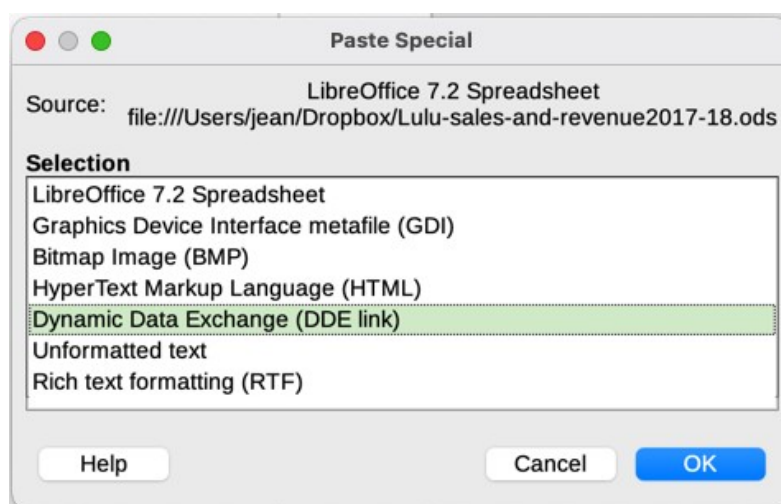 Paste Special
Source:
LibreOffice 7.2 Spreadsheet
file:///Users/jean/Dropbox/Lulu-sales-and-revenue2017-18.ods
Selection
LibreOffice 7.2 Spreadsheet
Graphics Device Interface metafile (GDI)
Bitmap Image (BMP)
HyperText Markup Language (HTML)
Dynamic Data Exchange (DDE link)
Unformatted text
Rich text formatting (RTF)
Help
Cancel
OK